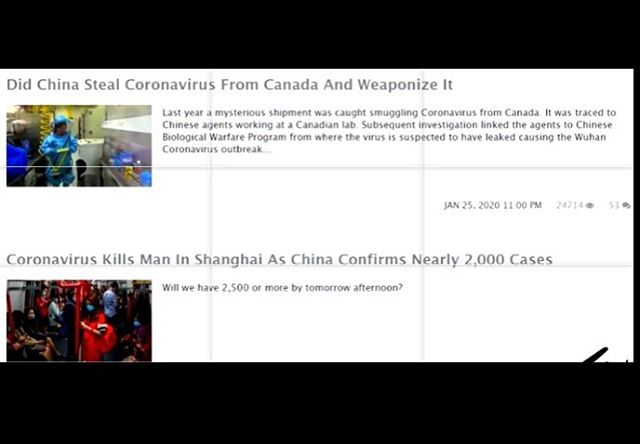 Did China Steal Coronavirus From Canada And Weaponize It
Last year a mysterious shipment was caught smuggling Coronavirus from Canada. It was traced to
Chinese agents working at a Canadian lab. Subsequent investigation linked the agents to Chinese
Biological Warfare Program from where the virus is suspected to have leaked causing the Wuhan
Coronavirus outbreak...
JAN 25, 2020 11:00 PM 24714 53
Coronavirus Kills Man In Shanghai As China Confirms Nearly 2,000 Cases
Will we have 2,500 or more by tomorrow afternoon?